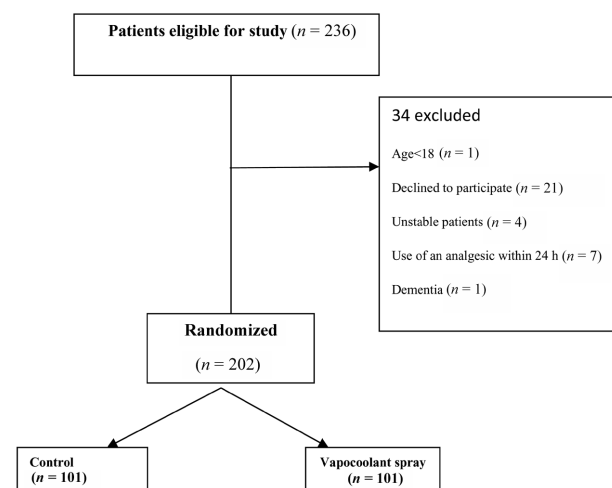 Patients eligible for study (n = 236)
34 excluded
Age<18 (n = 1)
Declined to participate (n = 21)
Unstable patients (n = 4)
Use of an analgesic within 24 h (n = 7)
Dementia (n = 1)
Randomized
(n = 202)
Control
(n = 101)
Vapocoolant spray
(n = 101)